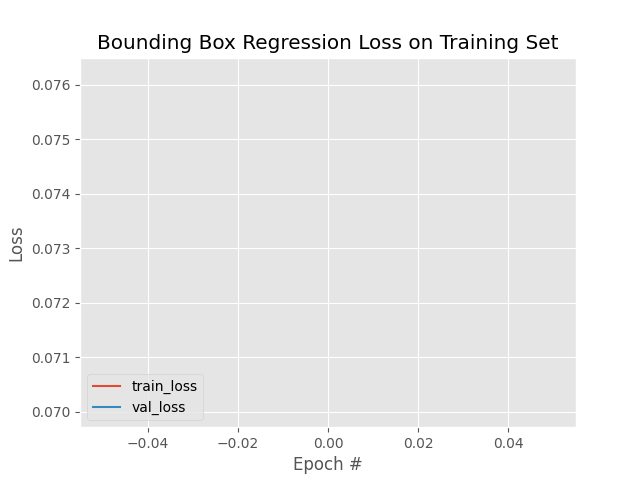 Bounding Box Regression Loss on Training Set
0.076
0.075
0.074
0.073
0.072
0.071
0.070
Loss
train_loss
val_loss
−0.04 −0.02 0.00 0.02 0.04
Epoch #